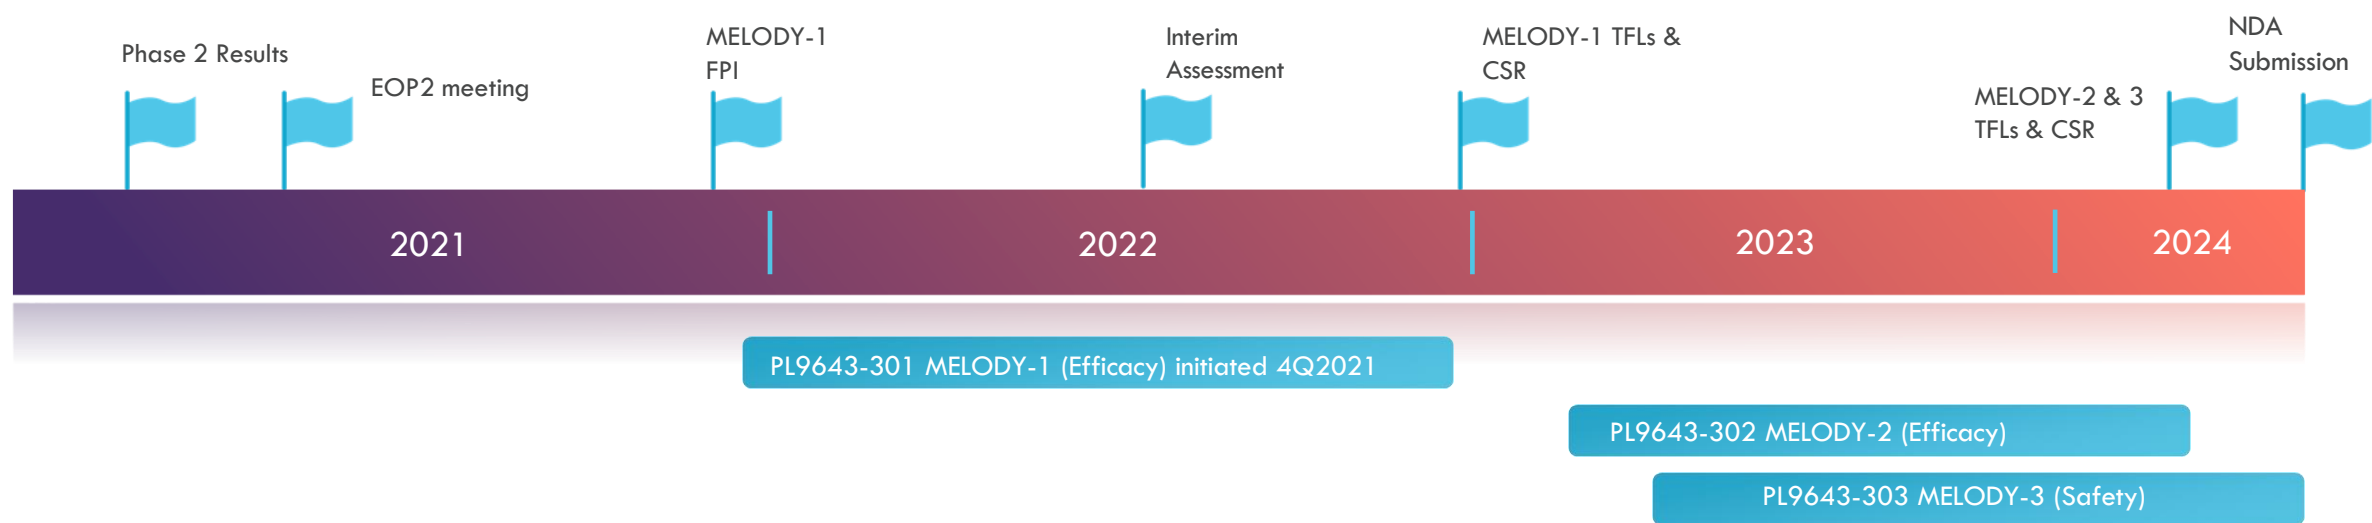 Phase 2 Results
EOP2 meeting
MELODY-1
FPI
Interim
Assessment
MELODY-1 TFLs &
CSR
MELODY-2 & 3
TFLs & CSR
NDA
Submission
2021
2022
2023
2024
PL9643-301 MELODY-1 (Efficacy) initiated 4Q2021
PL9643-302 MELODY-2 (Efficacy)
PL9643-303 MELODY-3 (Safety)